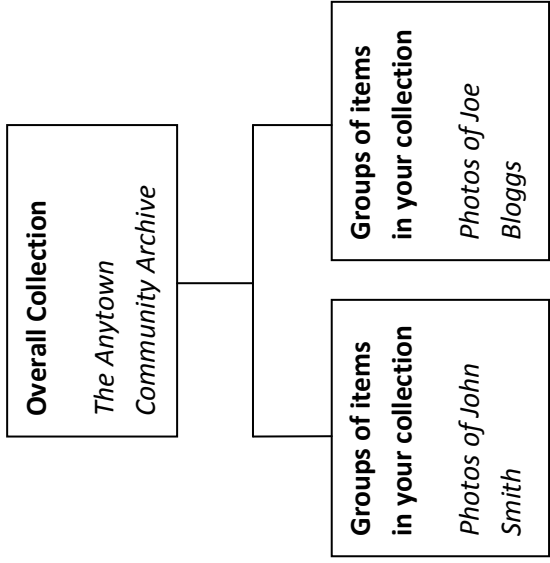 Overall Collection
The Anytown
Community Archive
Groups of items
in your collection
Photos of John
Smith
Groups of items
in your collection
Photos of Joe
Bloggs